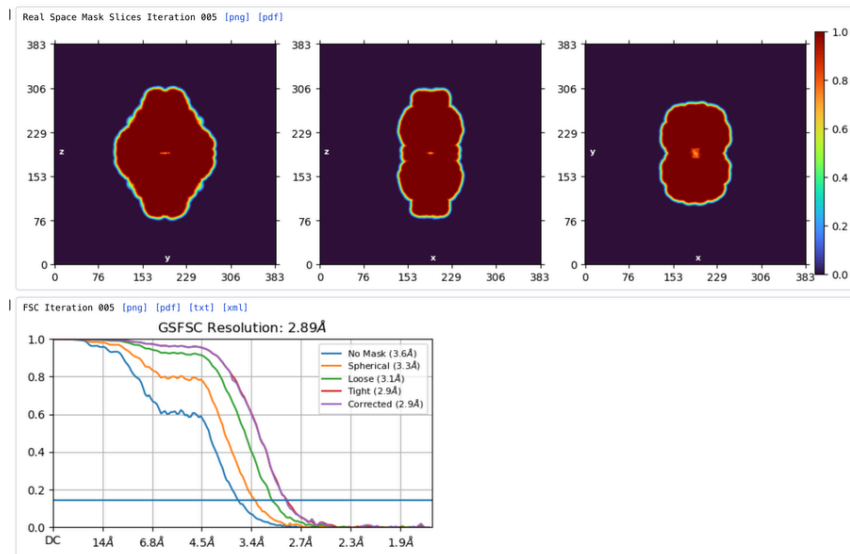 Real Space Mask Slices Iteration 005 [png] [pdf]
383 383 383 1.0
306 306 306
0.8
229 229 229
0.6
z z y
153 153 153
0.4
76 76 76
0.2
y x x
0 0 0 0.0
0 76 153 229 306 383 0 76 153 229 306 383 0 76 153 229 306 383
FSC Iteration 005 [png] [pdf] [txt] [xml]
GSFSC Resolution: 2.89Å
1.0
No Mask (3.6Å)
Spherical (3.3Å)
Loose (3.1Å)
Tight (2.9Å)
Corrected (2.9Å)
0.8
0.6
0.4
0.2
0.0
DC 14Å 6.8Å 4.5Å 3.4Å 2.7Å 2.3Å 1.9Å